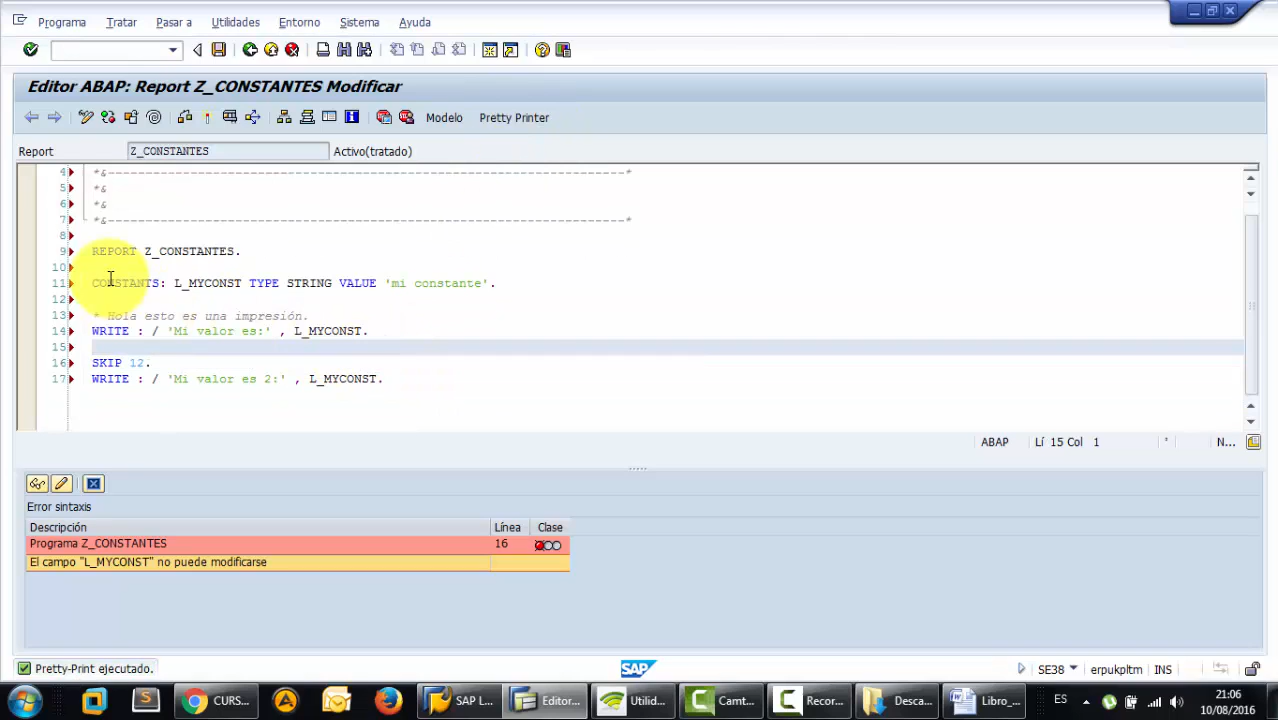 Programa Tratar Pasar a Utilidades Entorno Sistema Ayuda
Editor ABAP: Report Z_CONSTANTES Modificar
Modelo Pretty Printer
Report Z_CONSTANTES Activo(tratado)
4 *&---------------------------------------------------------------------*
5 *&
6 *&
7 *&---------------------------------------------------------------------*
8
9 REPORT Z_CONSTANTES.
10
11 CONSTANTS: L_MYCONST TYPE STRING VALUE 'mi constante'.
12
13 * Hola esto es una impresión.
14 WRITE : / 'Mi valor es:' , L_MYCONST.
15
16 SKIP 12.
17 WRITE : / 'Mi valor es 2:' , L_MYCONST.
ABAP Lí 15 Col 1 * N...
Error sintaxis
Descripción Línea Clase
Programa Z_CONSTANTES 16
El campo "L_MYCONST" no puede modificarse
Pretty-Print ejecutado.
SAP
SE38 erpukpltm INS
CURS... SAP L... Editor... Utilid... Camt... Recor... Desca... Libro_...
ES
21:06
10/08/2016